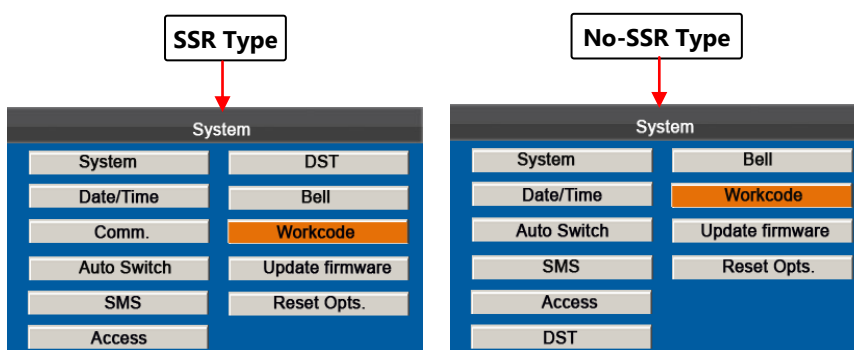 SSR Type
No-SSR Type
System
System
DST
Date/Time
Bell
Comm.
Workcode
Auto Switch
Update firmware
SMS
Reset Opts.
Access
System
System
Bell
Date/Time
Workcode
Auto Switch
Update firmware
SMS
Reset Opts.
Access
DST